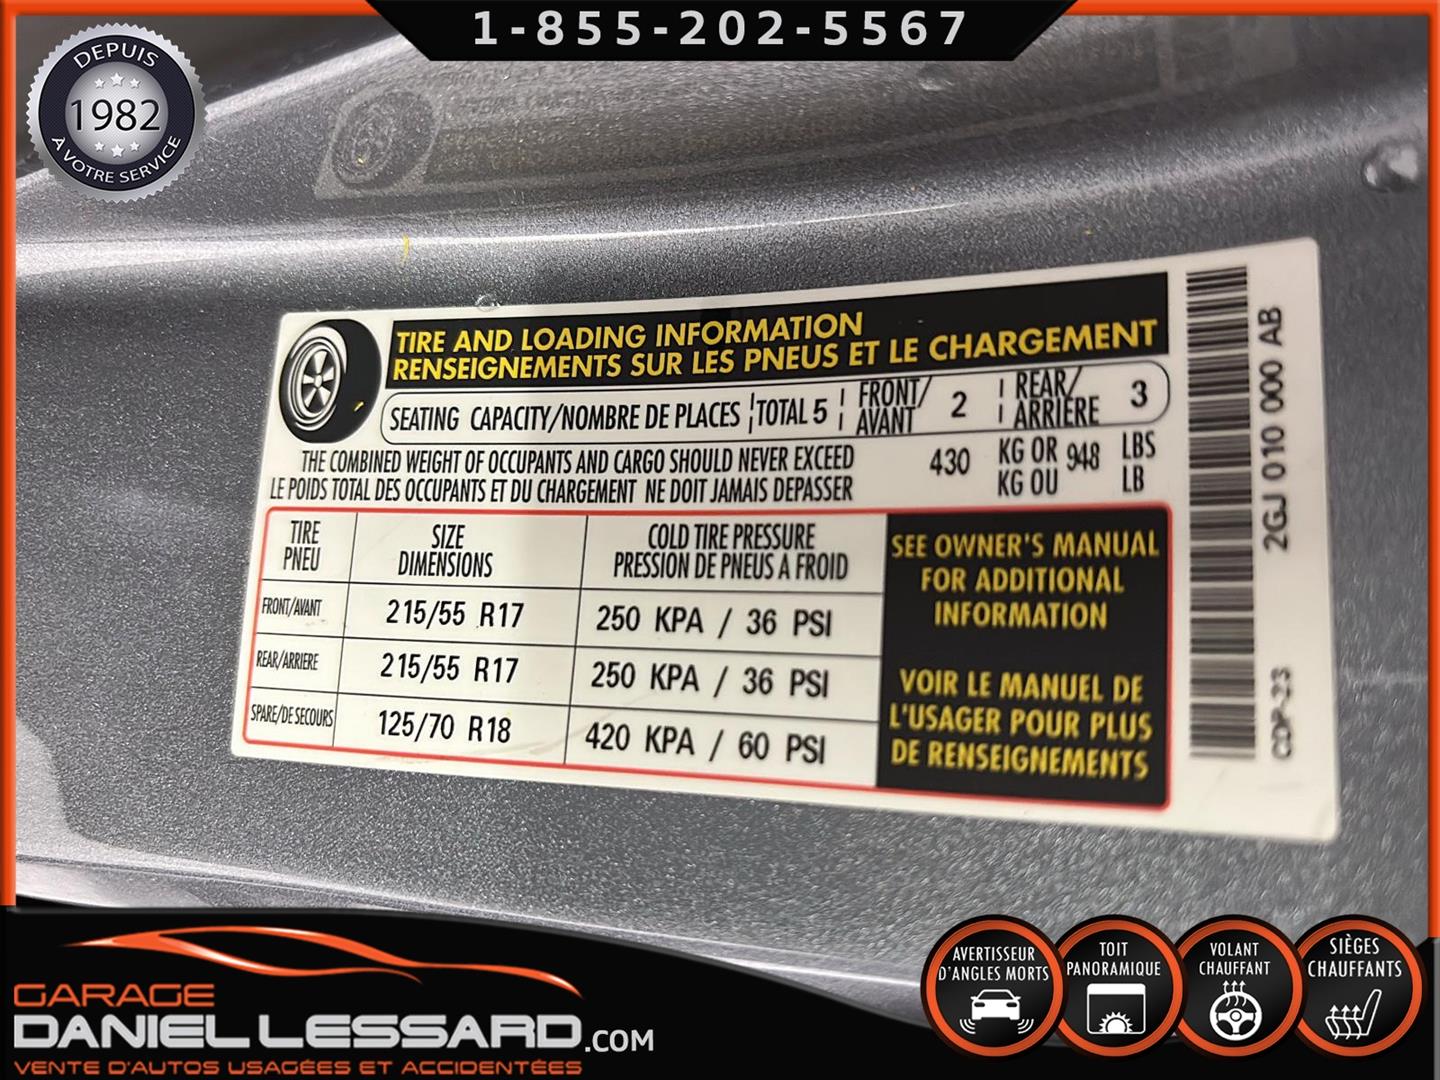 1-855-202-5567
DEPUIS
1982
À VOTRE SERVICE
TIRE AND LOADING INFORMATION
RENSEIGNEMENTS SUR LES PNEUS ET LE CHARGEMENT
SEATING CAPACITY/NOMBRE DE PLACES TOTAL 5 FRONT/AVANT 2 REAR/ARRIÈRE 3
THE COMBINED WEIGHT OF OCCUPANTS AND CARGO SHOULD NEVER EXCEED 430 KG OR 948 LBS
LE POIDS TOTAL DES OCCUPANTS ET DU CHARGEMENT NE DOIT JAMAIS DEPASSER KG OU LB
TIRE SIZE COLD TIRE PRESSURE
PNEU DIMENSIONS PRESSION DE PNEUS A FROID
FRONT/AVANT 215/55 R17 250 KPA / 36 PSI
REAR/ARRIERE 215/55 R17 250 KPA / 36 PSI
SPARE/DE SECOURS 125/70 R18 420 KPA / 60 PSI
SEE OWNER'S MANUAL
FOR ADDITIONAL
INFORMATION
VOIR LE MANUEL DE
L'USAGER POUR PLUS
DE RENSEIGNEMENTS
2GJ 010 000 AB
CDP-23
GARAGE
DANIEL LESSARD.COM
VENTE D'AUTOS USAGÉES ET ACCIDENTÉES
AVERTISSEUR
D'ANGLES MORTS
TOIT
PANORAMIQUE
VOLANT
CHAUFFANT
SIÈGES
CHAUFFANTS